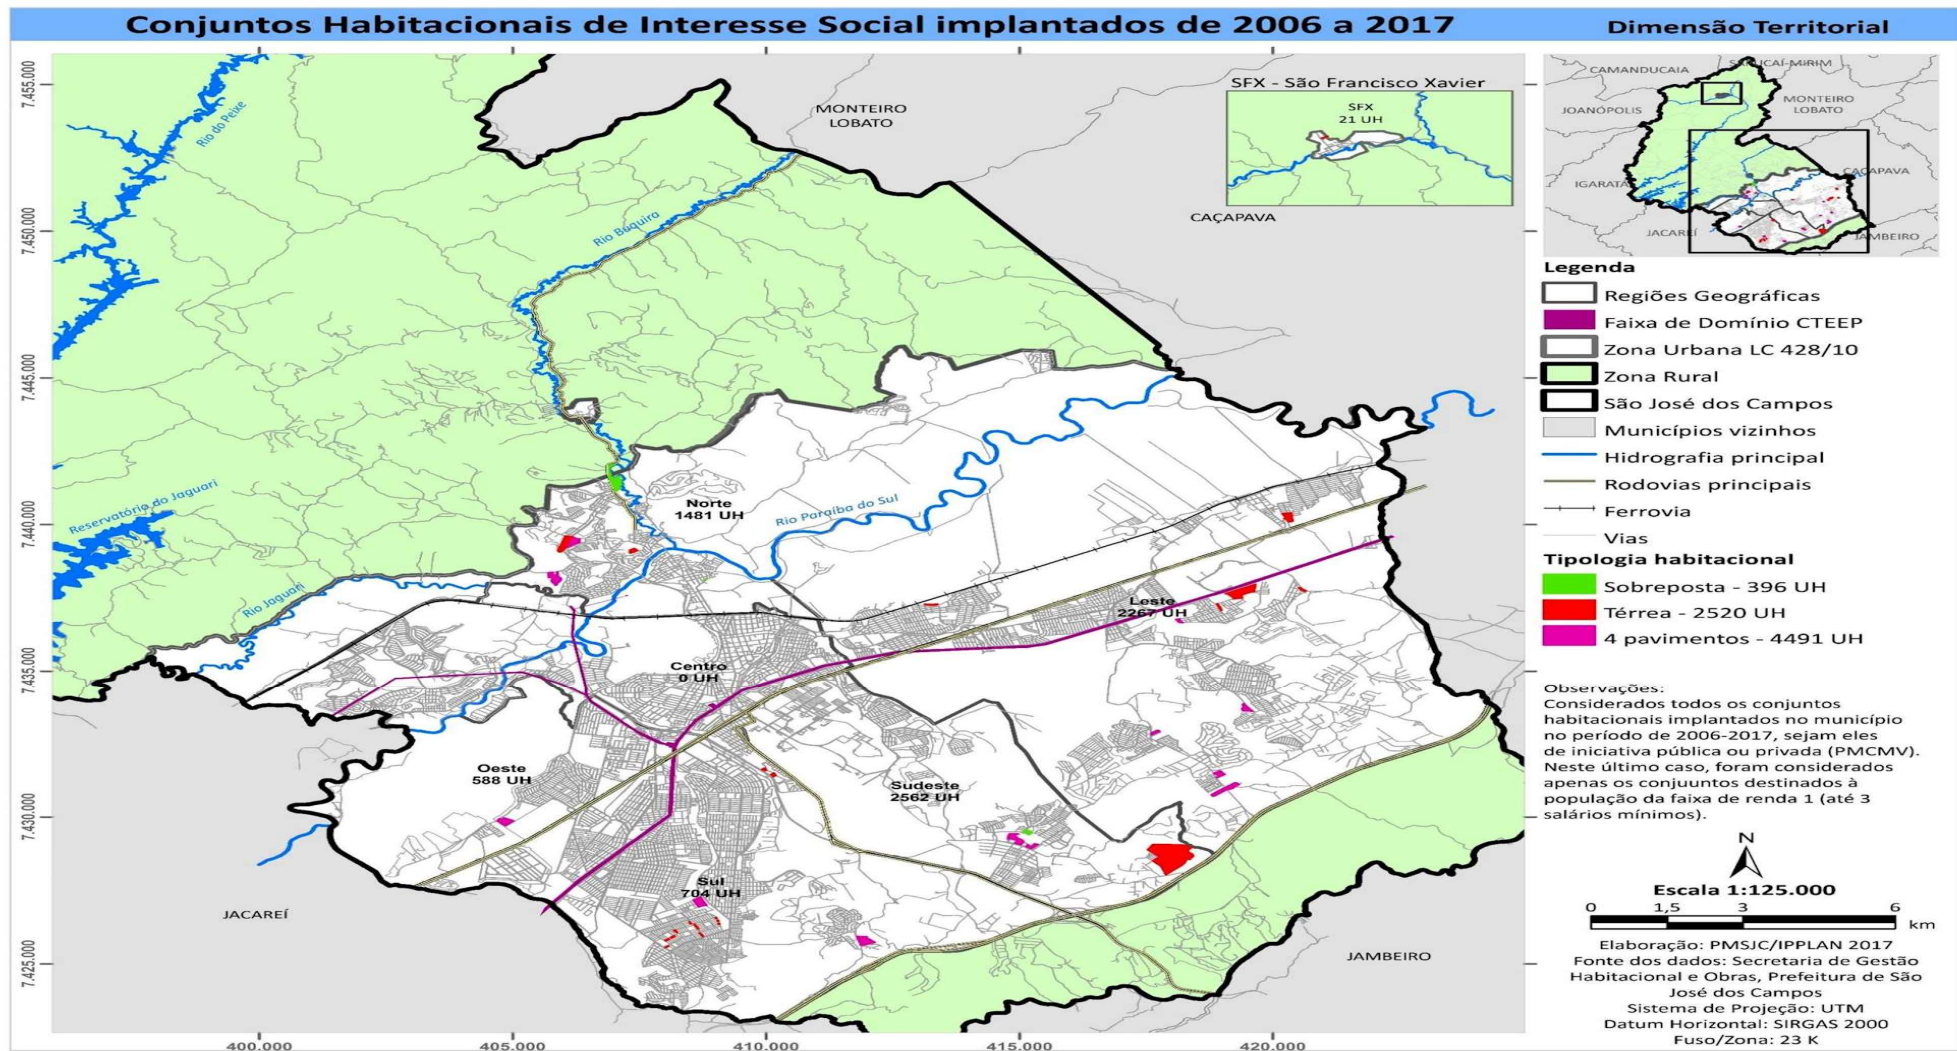 Conjuntos Habitacionais de Interesse Social implantados de 2006 a 2017
Dimensão Territorial
7.455.000
7.450.000
7.445.000
7.440.000
7.435.000
7.430.000
7.425.000
400.000
405.000
410.000
415.000
420.000
Rio do Peixe
MONTEIRO
LOBATO
SFX - São Francisco Xavier
SFX
21 UH
CAÇAPAVA
Rio Buquira
Reservatório do Jaguari
Rio Jaguari
Norte
1481 UH
Rio Paraíba do Sul
Leste
2267 UH
Centro
0 UH
Oeste
588 UH
Sudeste
2562 UH
Sul
704 UH
JACAREÍ
JAMBEIRO
CAMANDUCAIA
SAPUCAÍ-MIRIM
JOANÓPOLIS
MONTEIRO
LOBATO
CAÇAPAVA
IGARATÁ
JACAREÍ
JAMBEIRO
Legenda
Regiões Geográficas
Faixa de Domínio CTEEP
Zona Urbana LC 428/10
Zona Rural
São José dos Campos
Municípios vizinhos
Hidrografia principal
Rodovias principais
Ferrovia
Vias
Tipologia habitacional
Sobreposta - 396 UH
Térrea - 2520 UH
4 pavimentos - 4491 UH
Observações:
Considerados todos os conjuntos
habitacionais implantados no município
no período de 2006-2017, sejam eles
de iniciativa pública ou privada (PMCMV).
Neste último caso, foram considerados
apenas os conjuuntos destinados à
população da faixa de renda 1 (até 3
salários mínimos).
N
Escala 1:125.000
0 1,5 3 6
km
Elaboração: PMSJC/IPPLAN 2017
Fonte dos dados: Secretaria de Gestão
Habitacional e Obras, Prefeitura de São
José dos Campos
Sistema de Projeção: UTM
Datum Horizontal: SIRGAS 2000
Fuso/Zona: 23 K